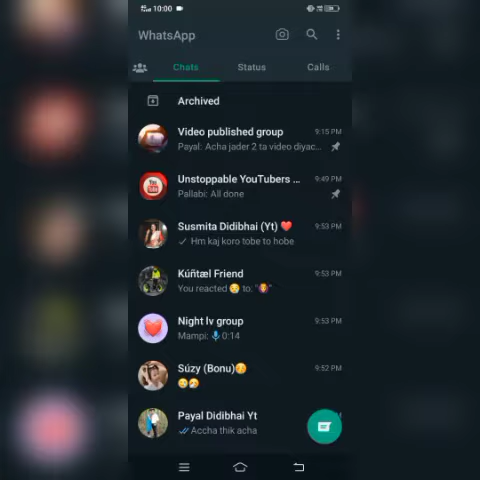 10:00
WhatsApp
Chats Status Calls
Archived
Video published group 9:15 PM
Payal: Acha jader 2 ta video diyac...
Unstoppable YouTubers ... 9:49 PM
Pallabi: All done
Susmita Didibhai (Yt) ❤️ 9:53 PM
Hm kaj koro tobe to hobe
Kúñtæl Friend 9:53 PM
You reacted 😢 to: "
Night lv group 9:53 PM
Mampi: 0:14
Súzy (Bonu) 9:52 PM
Payal Didibhai Yt
Accha thik acha